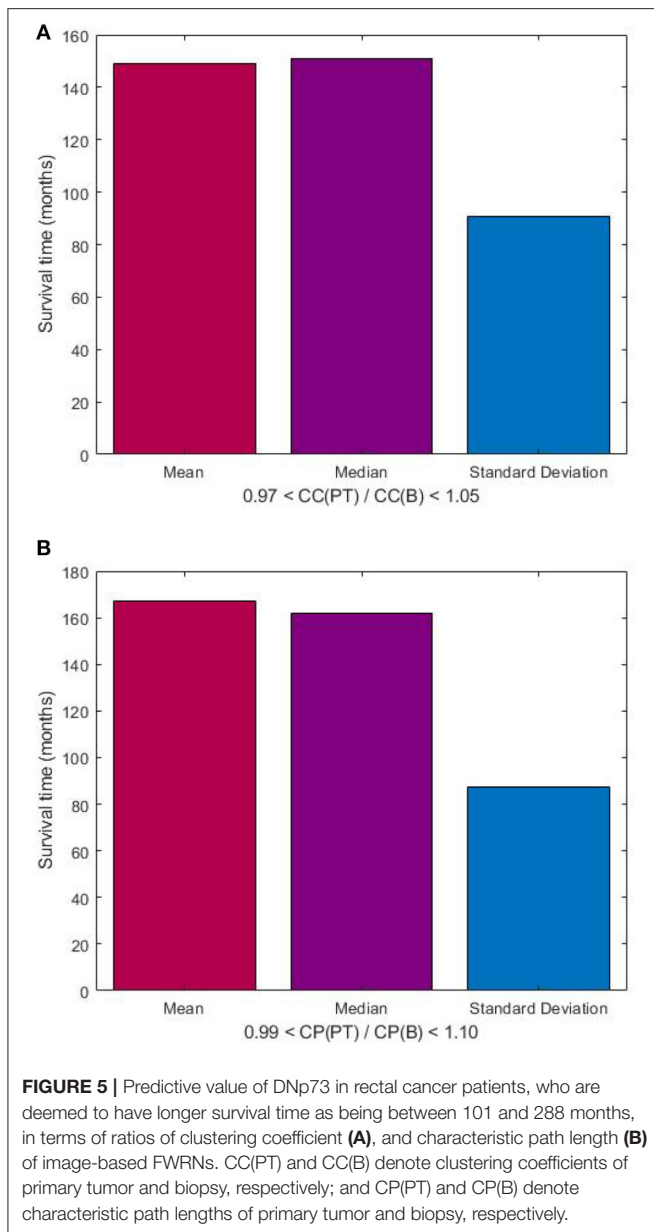 A
160
140
120
100
80
60
40
20
0
Survival time (months)
Mean Median Standard Deviation
0.97 < CC(PT) / CC(B) < 1.05
B
180
160
140
120
100
80
60
40
20
0
Survival time (months)
Mean Median Standard Deviation
0.99 < CP(PT) / CP(B) < 1.10
FIGURE 5 | Predictive value of DNp73 in rectal cancer patients, who are
deemed to have longer survival time as being between 101 and 288 months,
in terms of ratios of clustering coefficient (A), and characteristic path length (B)
of image-based FWRNs. CC(PT) and CC(B) denote clustering coefficients of
primary tumor and biopsy, respectively; and CP(PT) and CP(B) denote
characteristic path lengths of primary tumor and biopsy, respectively.